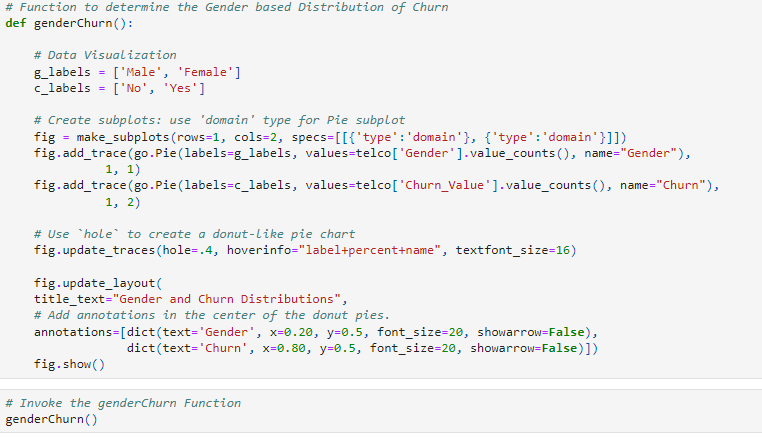 # Function to determine the Gender based Distribution of Churn
def genderChurn():
    # Data Visualization
    g_labels = ['Male', 'Female']
    c_labels = ['No', 'Yes']
    # Create subplots: use 'domain' type for Pie subplot
    fig = make_subplots(rows=1, cols=2, specs=[[{'type':'domain'}, {'type':'domain'}]])
    fig.add_trace(go.Pie(labels=g_labels, values=telco['Gender'].value_counts(), name="Gender"),
              1, 1)
    fig.add_trace(go.Pie(labels=c_labels, values=telco['Churn_Value'].value_counts(), name="Churn"),
              1, 2)
    # Use `hole` to create a donut-like pie chart
    fig.update_traces(hole=.4, hoverinfo="label+percent+name", textfont_size=16)
    fig.update_layout(
    title_text="Gender and Churn Distributions",
    # Add annotations in the center of the donut pies.
    annotations=[dict(text='Gender', x=0.20, y=0.5, font_size=20, showarrow=False),
                 dict(text='Churn', x=0.80, y=0.5, font_size=20, showarrow=False)])
    fig.show()
# Invoke the genderChurn Function
genderChurn()